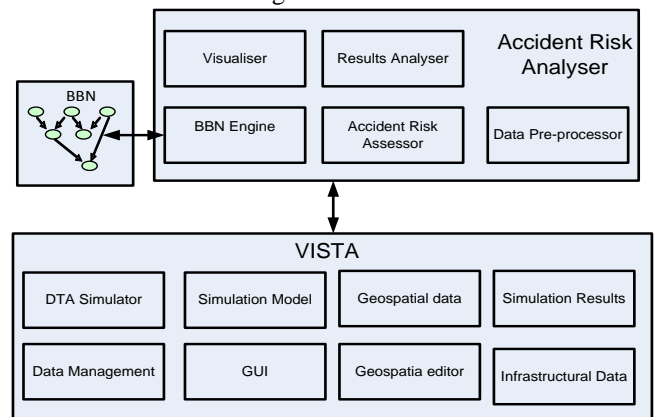 Accident Risk
Analyser
Visualiser
Results Analyser
BBN
BBN Engine
Accident Risk
Assessor
Data Pre-processor
VISTA
DTA Simulator
Simulation Model
Geospatial data
Simulation Results
Data Management
GUI
Geospatia editor
Infrastructural Data